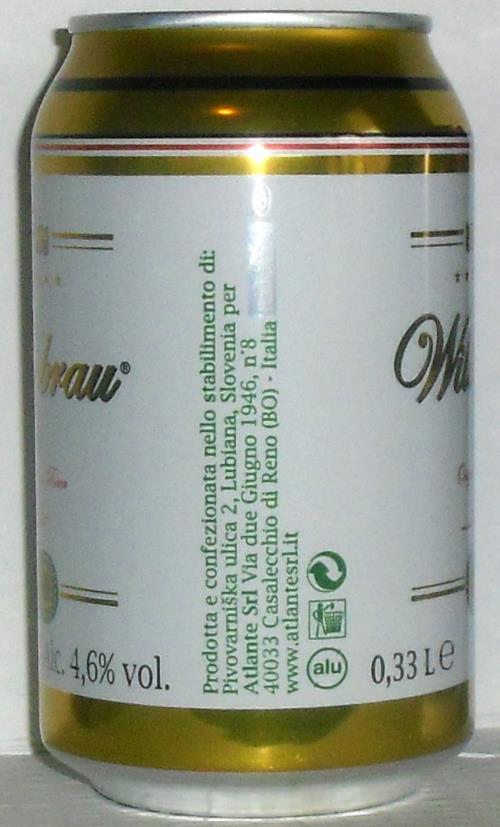 brau®
Alc. 4,6% vol.
Prodotta e confezionata nello stabilimento di:
Pivovarniška ulica 2, Lubiana, Slovenia per
Atlante Srl Via due Giugno 1946, n°8
40033 Casalecchio di Reno (BO) - Italia
www.atlantesrl.it
alu
0,33 L e